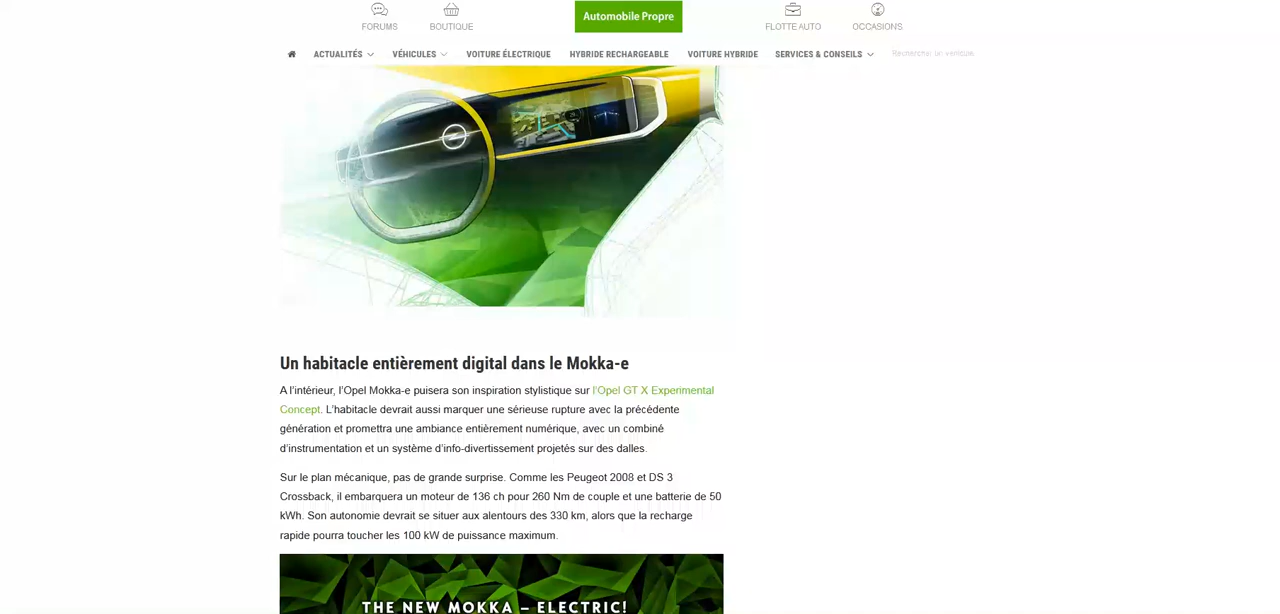 FORUMS
BOUTIQUE
Automobile Propre
FLOTTE AUTO
OCCASIONS
ACTUALITÉS
VÉHICULES
VOITURE ÉLECTRIQUE
HYBRIDE RECHARGEABLE
VOITURE HYBRIDE
SERVICES & CONSEILS
Rechercher un véhicule
Un habitacle entièrement digital dans le Mokka-e
A l’intérieur, l’Opel Mokka-e puisera son inspiration stylistique sur l’Opel GT X Experimental
Concept. L’habitacle devrait aussi marquer une sérieuse rupture avec la précédente
génération et promettra une ambiance entièrement numérique, avec un combiné
d’instrumentation et un système d’info-divertissement projetés sur des dalles.
Sur le plan mécanique, pas de grande surprise. Comme les Peugeot 2008 et DS 3
Crossback, il embarquera un moteur de 136 ch pour 260 Nm de couple et une batterie de 50
kWh. Son autonomie devrait se situer aux alentours des 330 km, alors que la recharge
rapide pourra toucher les 100 kW de puissance maximum.
THE NEW MOKKA – ELECTRIC!